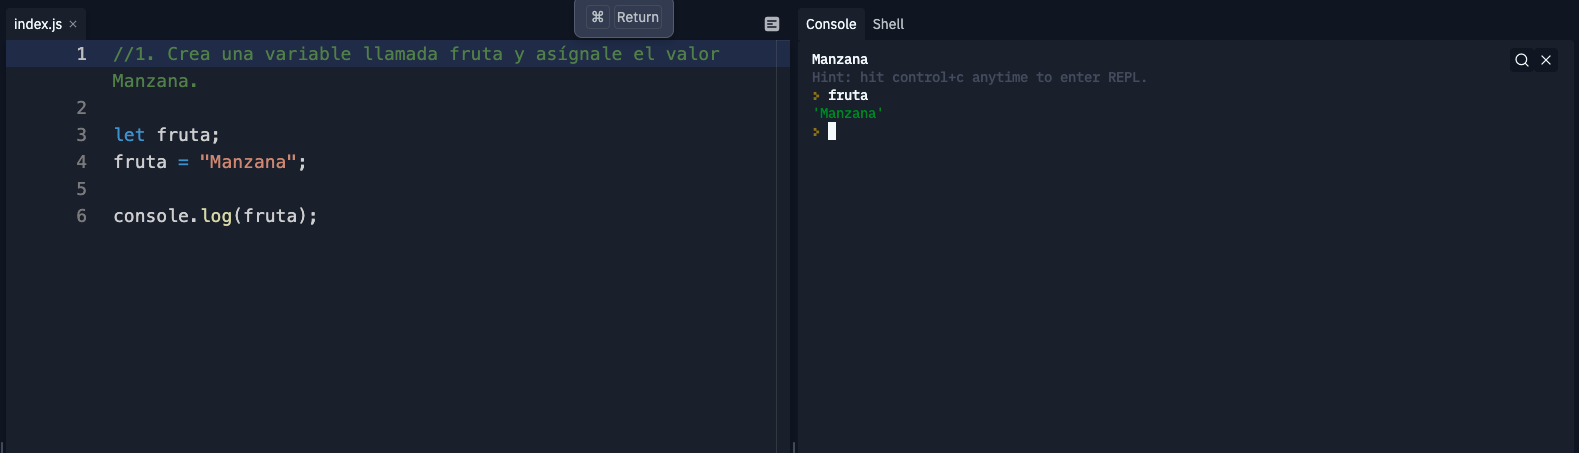 index.js ×
⌘ Return
1 //1. Crea una variable llamada fruta y asígnale el valor
Manzana.
2
3 let fruta;
4 fruta = "Manzana";
5
6 console.log(fruta);
Console Shell
Manzana
Hint: hit control+c anytime to enter REPL.
> fruta
'Manzana'
>